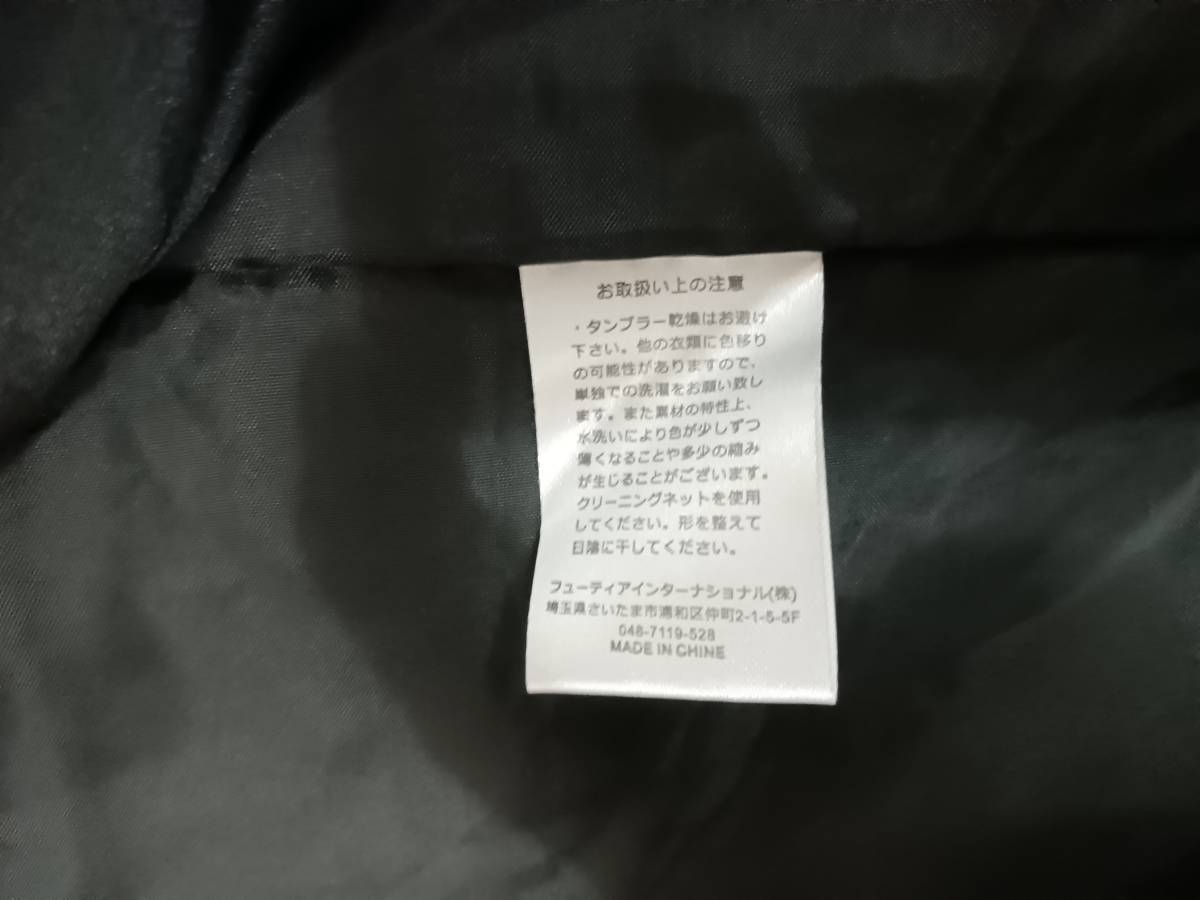 お取扱い上の注意
・タンブラー乾燥はお避け
下さい。他の衣類に色移り
の可能性がありますので、
単独での洗濯をお願い致し
ます。また素材の特性上、
水洗いにより色が少しずつ
薄くなることや多少の縮み
が生じることがございます。
クリーニングネットを使用
してください。形を整えて
日陰に干してください。
フューディアインターナショナル(株)
埼玉県さいたま市浦和区仲町2-1-5-5F
048-7119-528
MADE IN CHINE